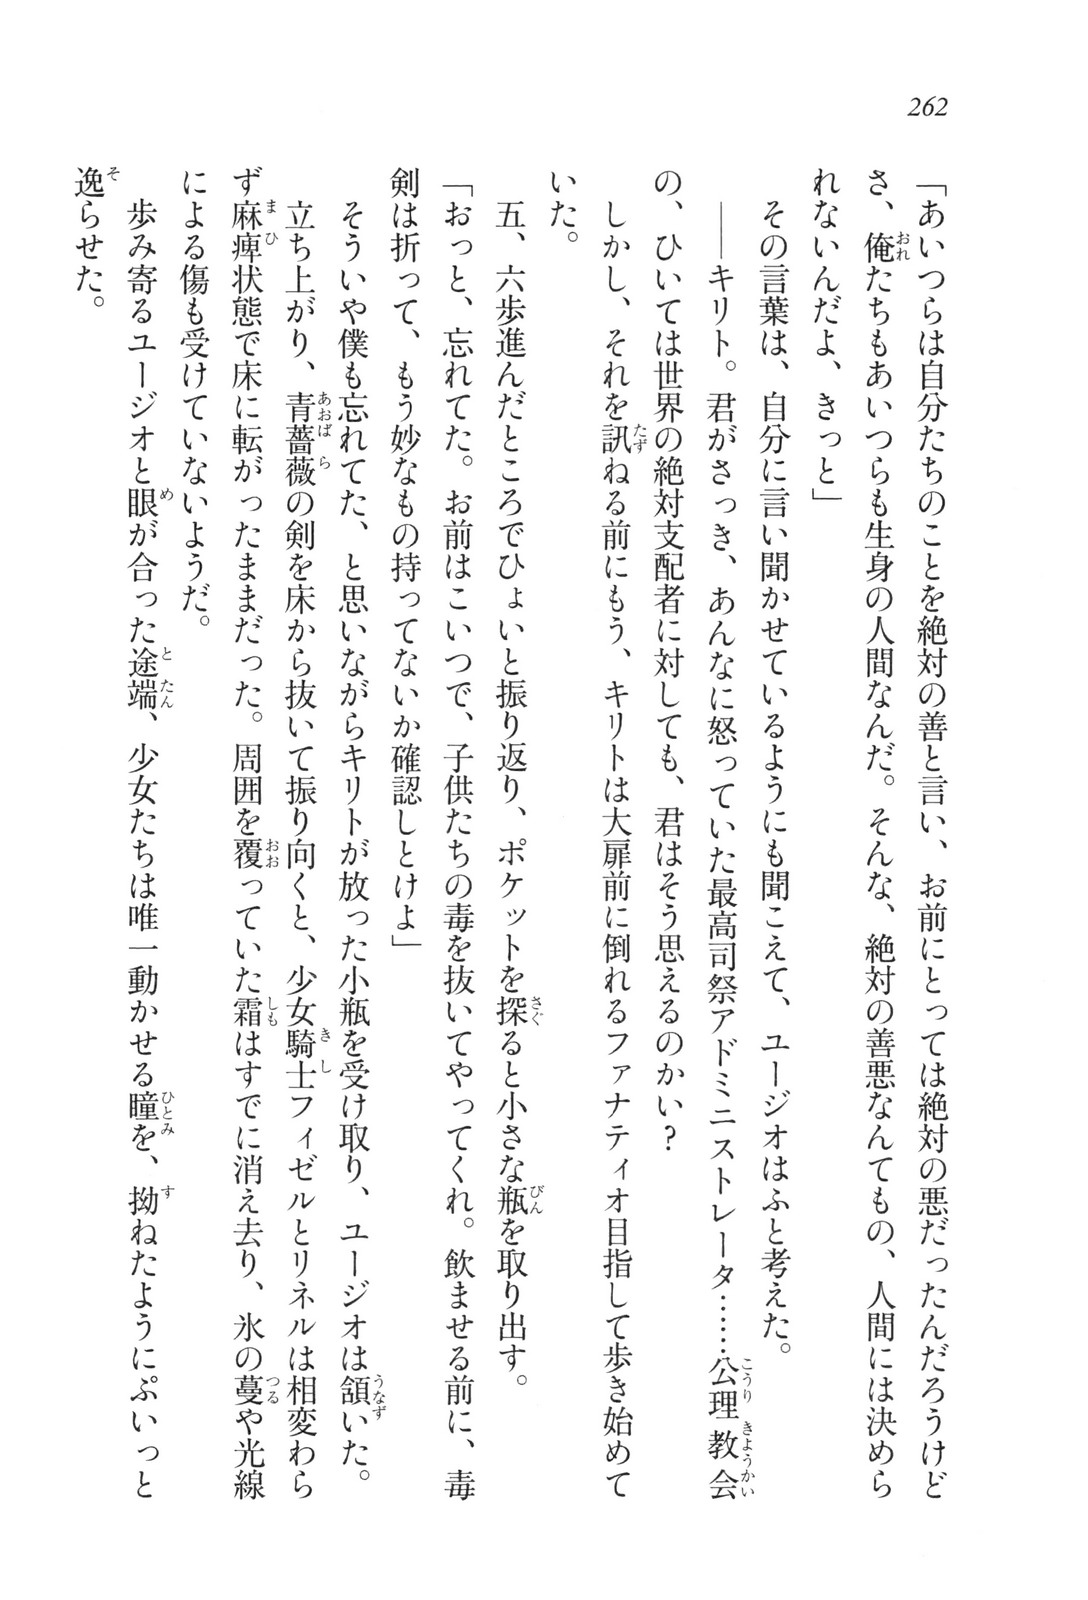 262
「あいつらは自分たちのことを絶対の善と言い、お前にとっては絶対の悪だったんだろうけど
さ、俺たちもあいつらも生身の人間なんだ。そんな、絶対の善悪なんてもの、人間には決めら
れないんだよ、きっと」
その言葉は、自分に言い聞かせているようにも聞こえて、ユージオはふと考えた。
――キリト。君がさっき、あんなに怒っていた最高司祭アドミニストレータ……公理教会
の、ひいては世界の絶対支配者に対しても、君はそう思えるのかい？
しかし、それを訊ねる前にもう、キリトは大扉前に倒れるファナティオ目指して歩き始めて
いた。
五、六歩進んだところでひょいと振り返り、ポケットを探ると小さな瓶を取り出す。
「おっと、忘れてた。お前はこいつで、子供たちの毒を抜いてやってくれ。飲ませる前に、毒
剣は折って、もう妙なもの持ってないか確認しとけよ」
そういや僕も忘れてた、と思いながらキリトが放った小瓶を受け取り、ユージオは頷いた。
立ち上がり、青薔薇の剣を床から抜いて振り向くと、少女騎士フィゼルとリネルは相変わら
ず麻痺状態で床に転がったままだった。周囲を覆っていた霜はすでに消え去り、氷の蔓や光線
による傷も受けていないようだ。
歩み寄るユージオと眼が合った途端、少女たちは唯一動かせる瞳を、拗ねたようにぷいっと
逸らせた。